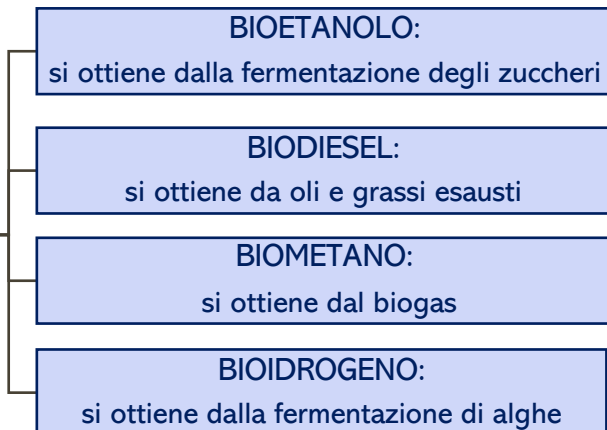 BIOETANOLO:
si ottiene dalla fermentazione degli zuccheri
BIODIESEL:
si ottiene da oli e grassi esausti
BIOMETANO:
si ottiene dal biogas
BIOIDROGENO:
si ottiene dalla fermentazione di alghe